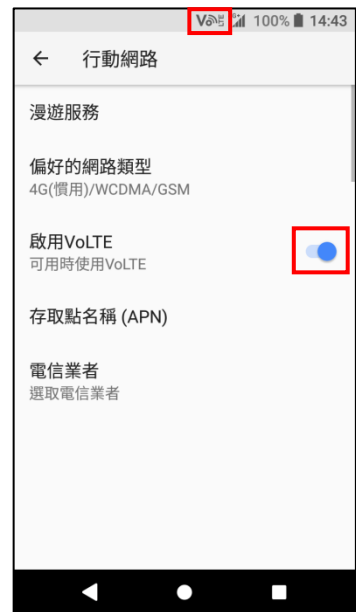 100% 14:43
行動網路
漫遊服務
偏好的網路類型
4G(慣用)/WCDMA/GSM
啟用VoLTE
可用時使用VoLTE
存取點名稱 (APN)
電信業者
選取電信業者